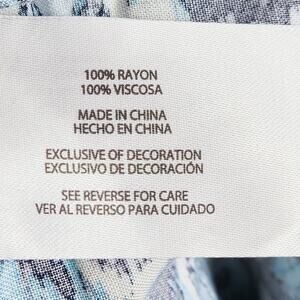 100% RAYON
100% VISCOSA
MADE IN CHINA
HECHO EN CHINA
EXCLUSIVE OF DECORATION
EXCLUSIVO DE DECORACIÓN
SEE REVERSE FOR CARE
VER AL REVERSO PARA CUIDADO